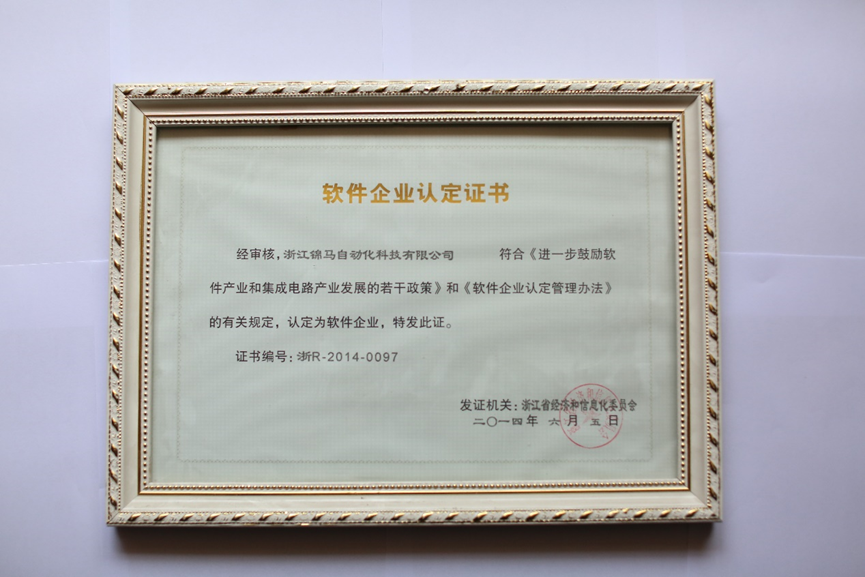 软件企业认定证书
经审核，浙江锦马自动化科技有限公司 符合《进一步鼓励软
件产业和集成电路产业发展的若干政策》和《软件企业认定管理办法》
的有关规定，认定为软件企业，特发此证。
证书编号：浙R-2014-0097
发证机关：浙江省经济和信息化委员会
二〇一四年 六 月 五 日